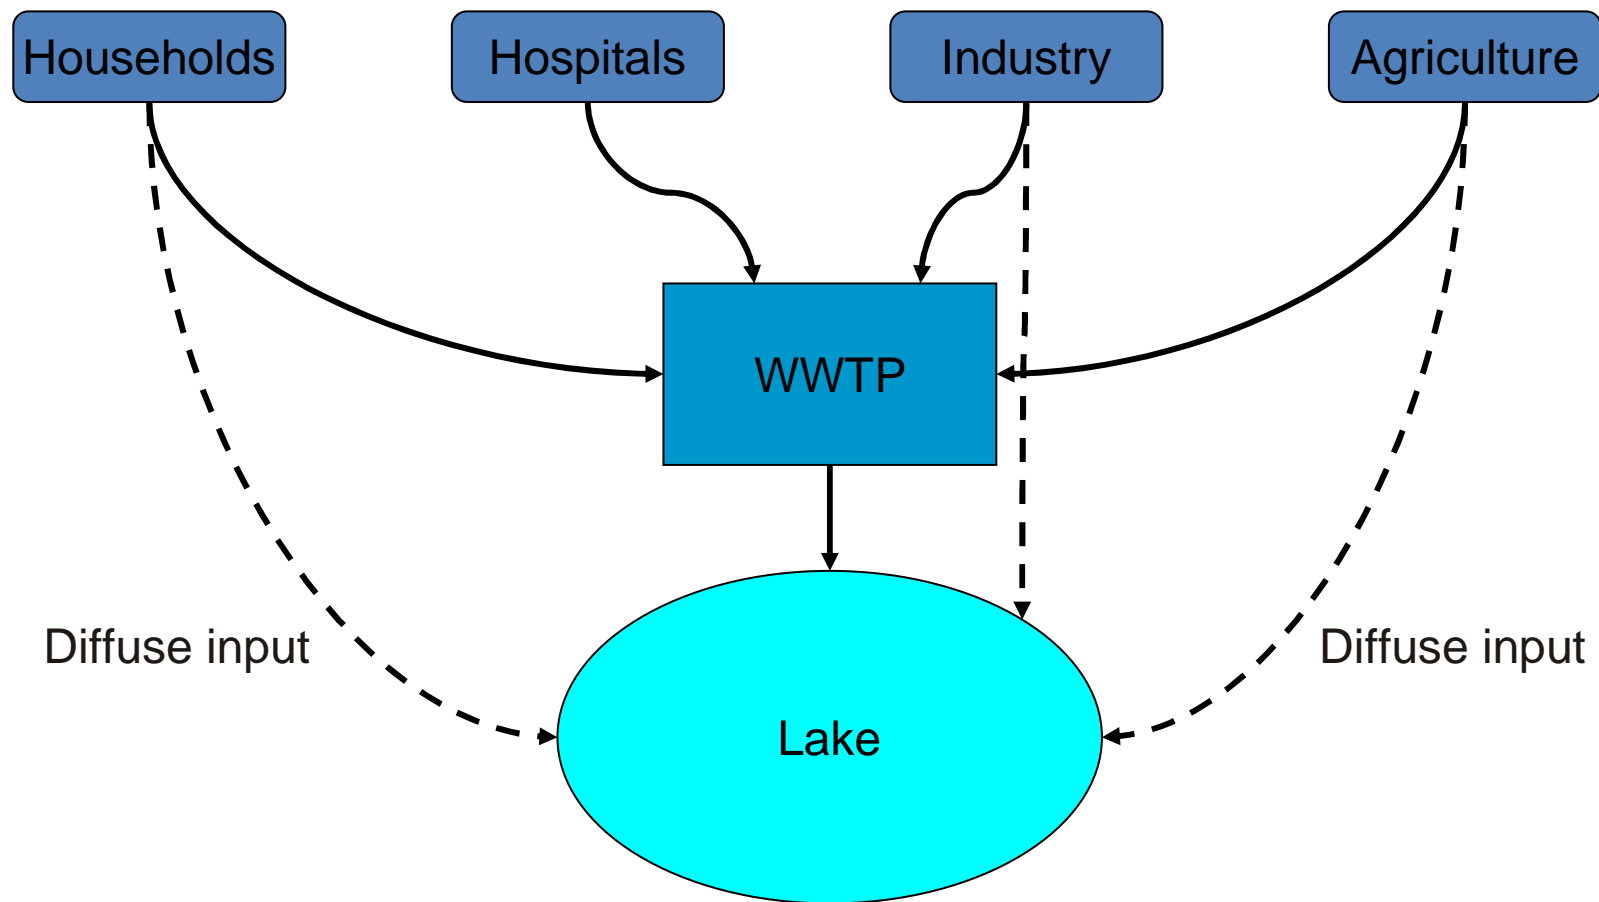 Households
Hospitals
Industry
Agriculture
WWTP
Diffuse input
Diffuse input
Lake